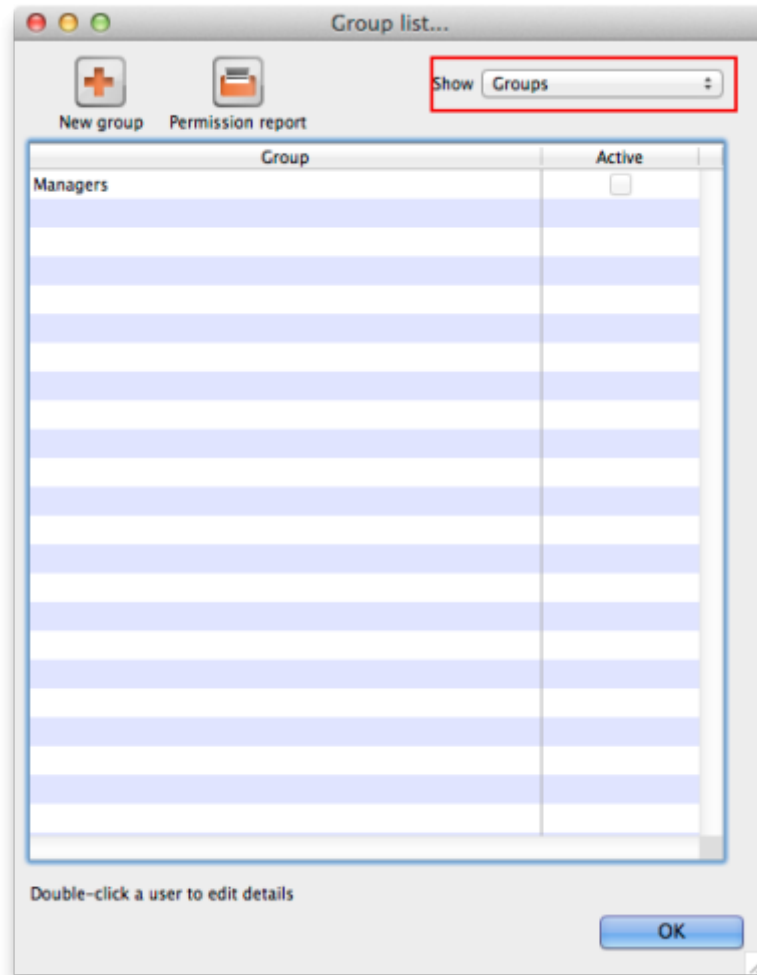 Group list...
Show Groups
New group Permission report
Group Active
Managers
Double-click a user to edit details
OK